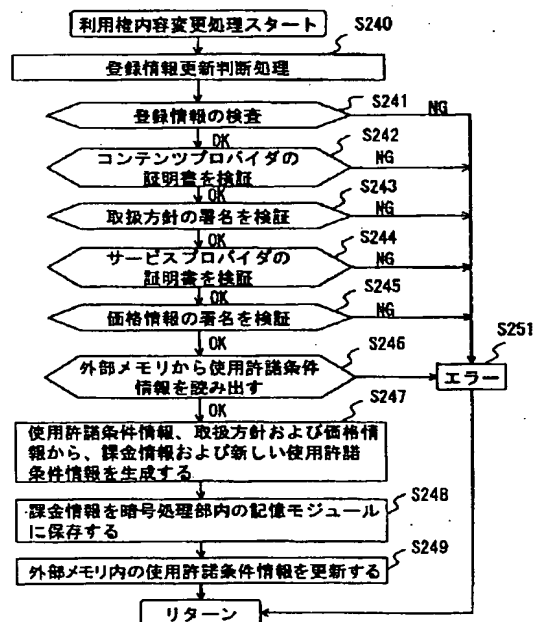 利用権内容変更処理スタート
S240
登録情報更新判断処理
S241
登録情報の検査
NG
OK
S242
コンテンツプロバイダの
証明書を検証
NG
OK
S243
取扱方針の署名を検証
NG
OK
S244
サービスプロバイダの
証明書を検証
NG
OK
S245
価格情報の署名を検証
NG
OK
S246
外部メモリから使用許諾条件
情報を読み出す
S251
エラー
OK
S247
使用許諾条件情報、取扱方針および価格情
報から、課金情報および新しい使用許諾
条件情報を生成する
S248
課金情報を暗号処理部内の記憶モジュール
に保存する
S249
外部メモリ内の使用許諾条件情報を更新する
リターン